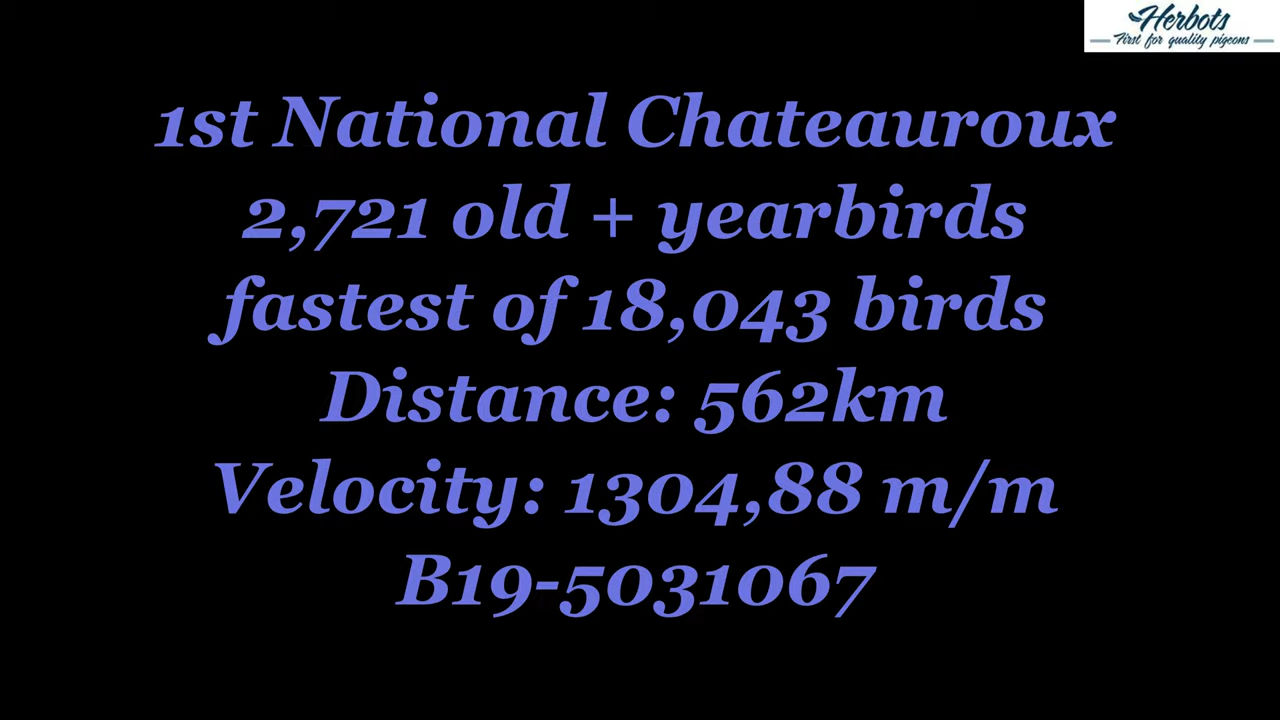 Herbots
First for quality pigeons
1st National Chateauroux
2,721 old + yearbirds
fastest of 18,043 birds
Distance: 562km
Velocity: 1304,88 m/m
B19-5031067